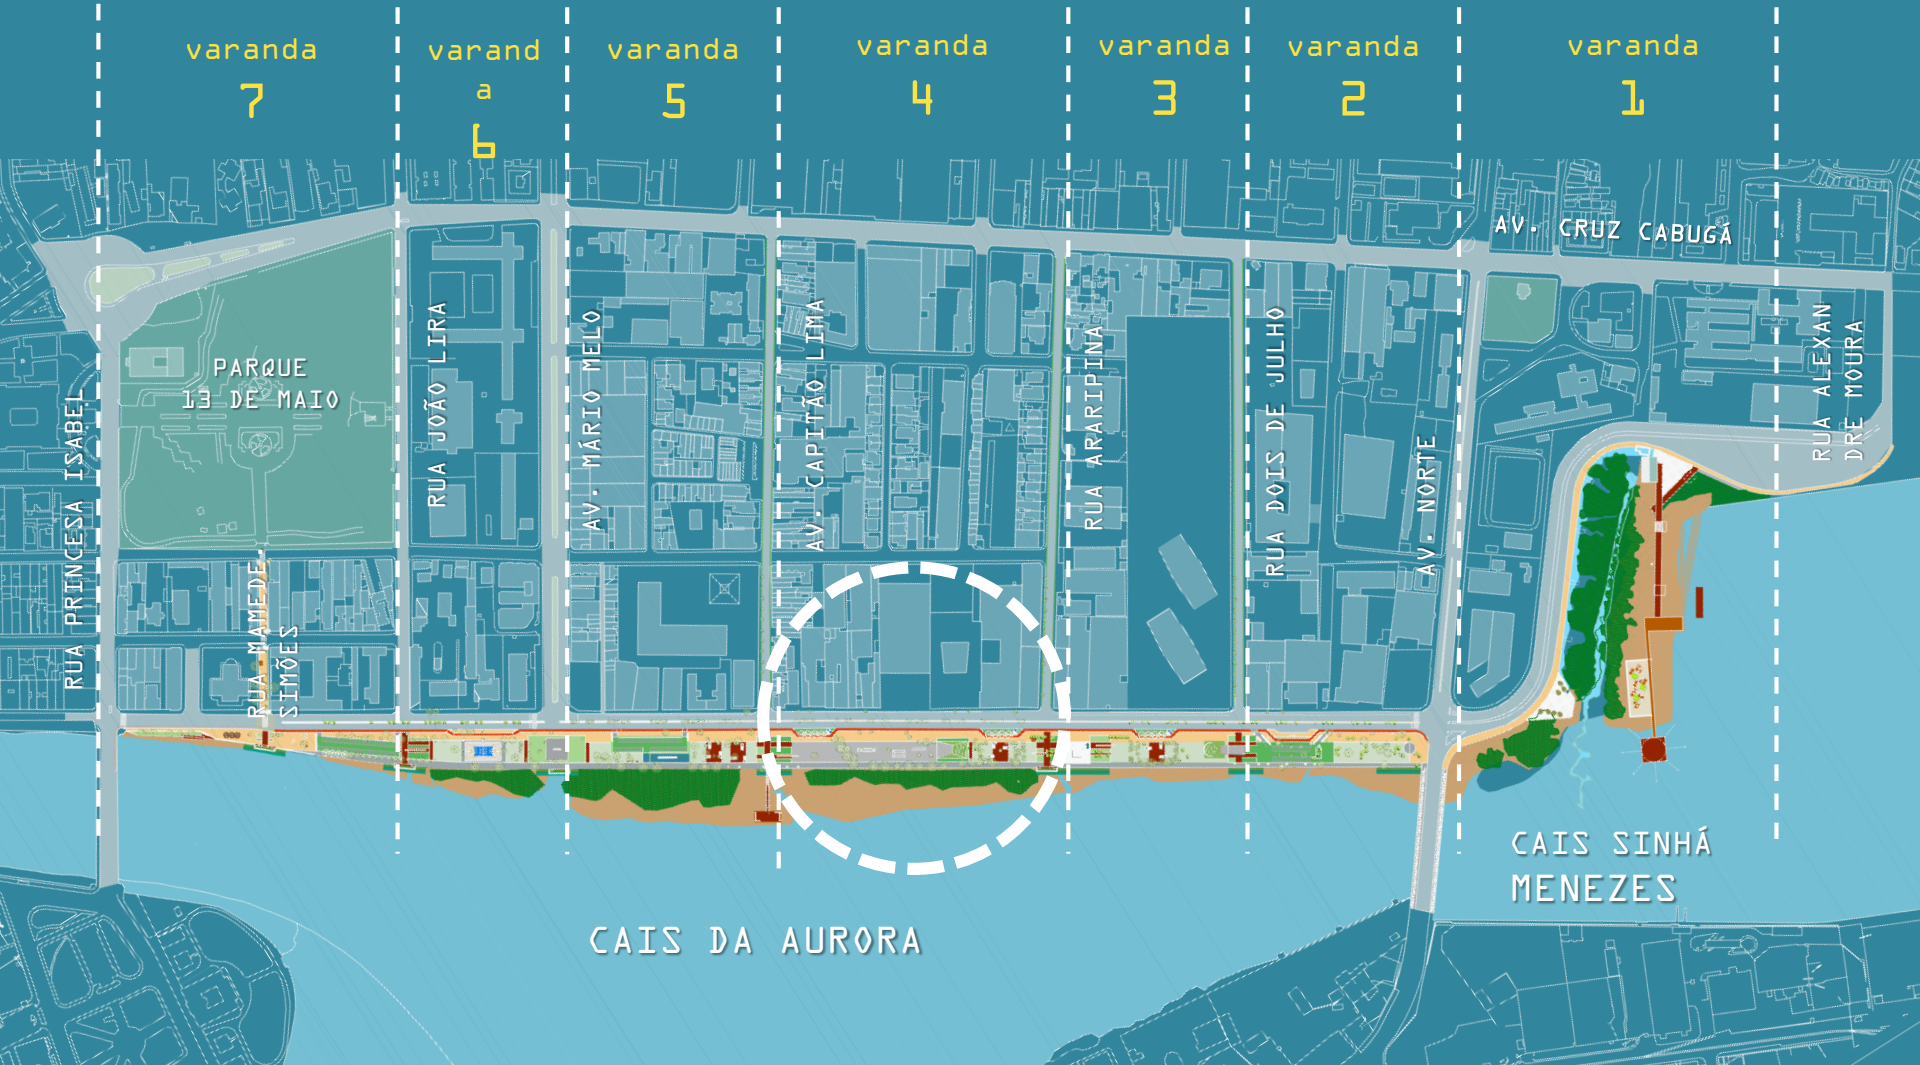 varanda
7
varand
a
6
varanda
5
varanda
4
varanda
3
varanda
2
varanda
1
AV. CRUZ CABUGÁ
PARQUE
13 DE MAIO
RUA PRINCESA ISABEL
RUA MAMEDE
SIMÕES
RUA JOÃO LIRA
AV. MÁRIO MELO
AV. CAPITÃO LIMA
RUA ARARIPINA
RUA DOIS DE JULHO
AV. NORTE
RUA ALEXAN
DRE MOURA
CAIS SINHÁ
MENEZES
CAIS DA AURORA